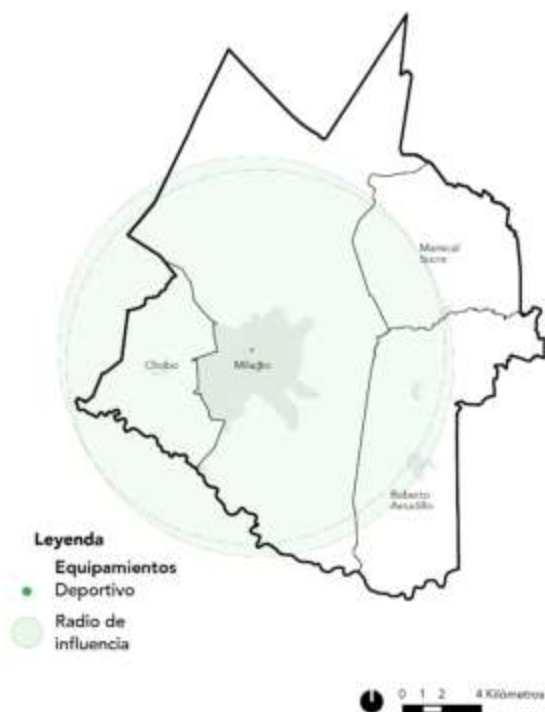 Mariscal
Sucre
Chobo
Milagro
Roberto
Astudillo
Leyenda
Equipamientos
Deportivo
Radio de
influencia
0 1 2 4 Kilómetros